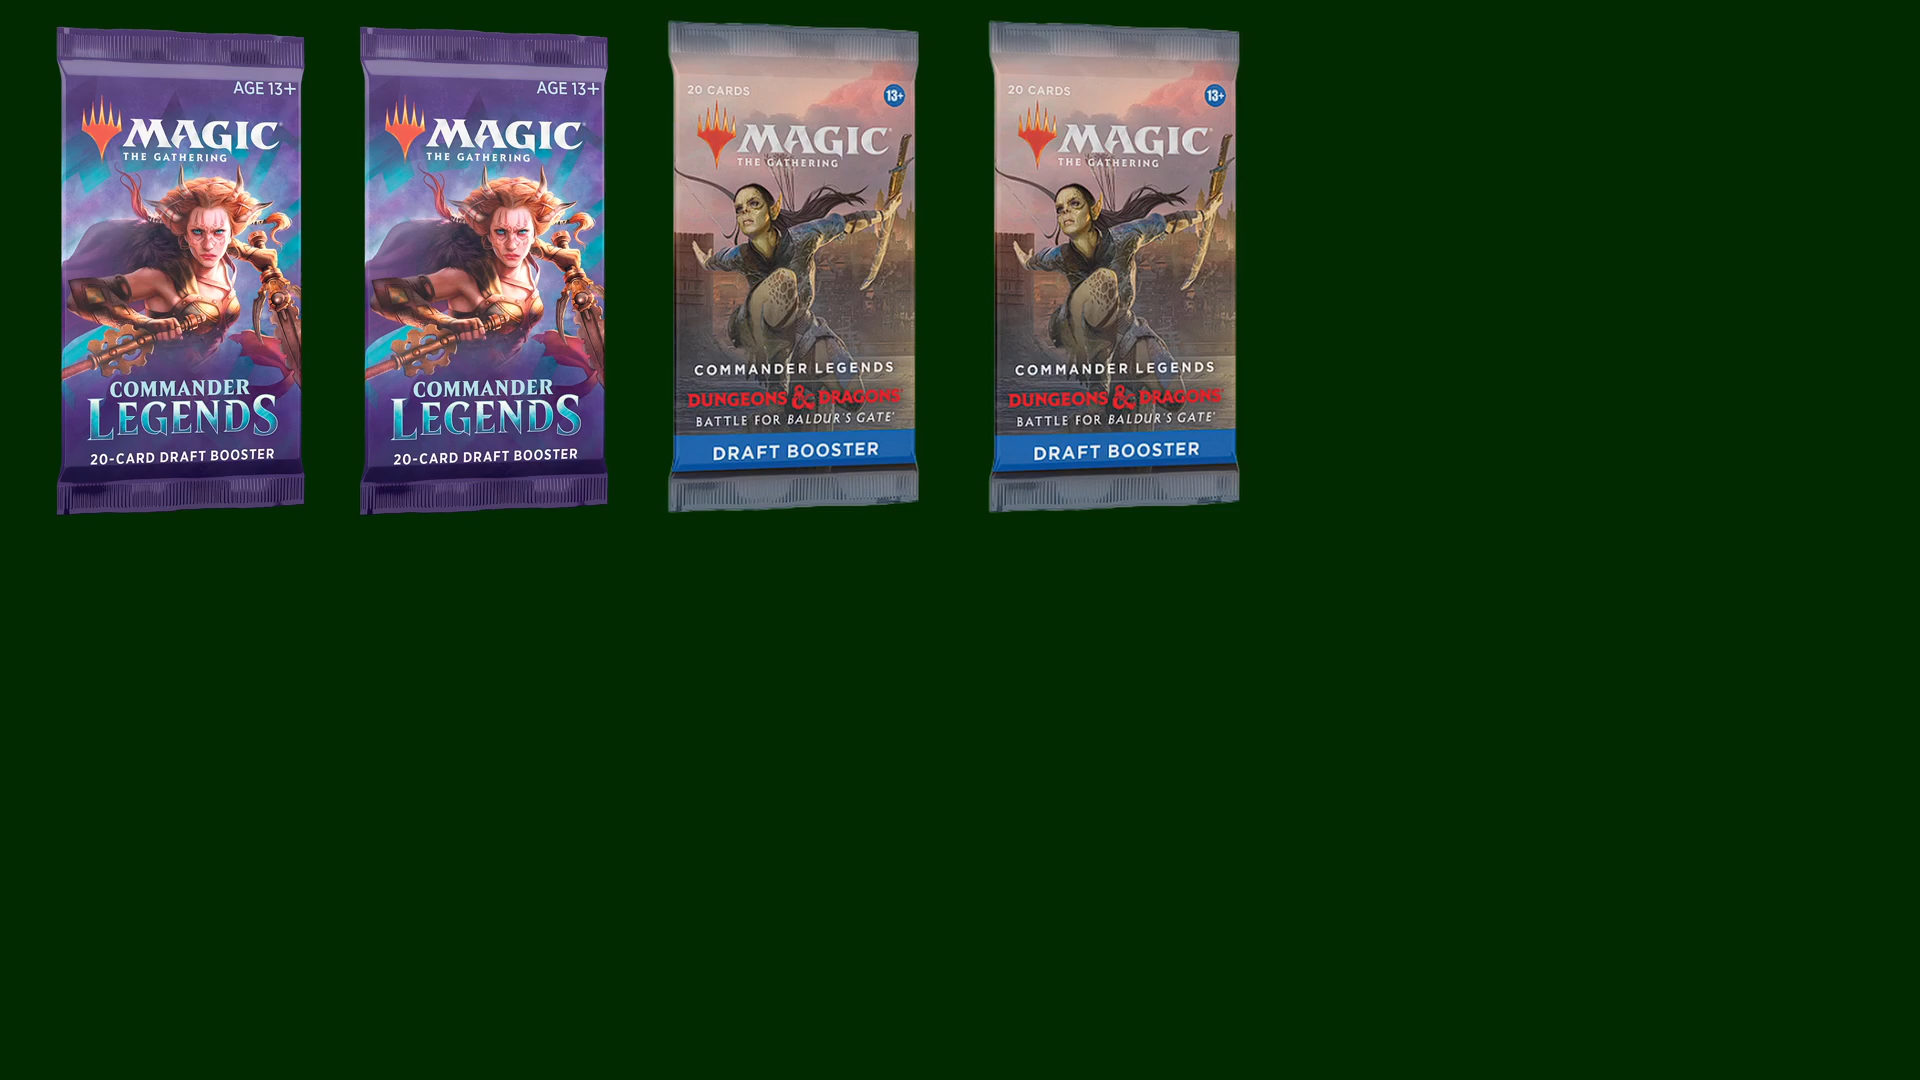 AGE 13+
MAGIC
THE GATHERING
COMMANDER
LEGENDS
20-CARD DRAFT BOOSTER
AGE 13+
MAGIC
THE GATHERING
COMMANDER
LEGENDS
20-CARD DRAFT BOOSTER
20 CARDS
13+
MAGIC
THE GATHERING
COMMANDER LEGENDS
DUNGEONS & DRAGONS
BATTLE FOR BALDUR'S GATE
DRAFT BOOSTER
20 CARDS
13+
MAGIC
THE GATHERING
COMMANDER LEGENDS
DUNGEONS & DRAGONS
BATTLE FOR BALDUR'S GATE
DRAFT BOOSTER